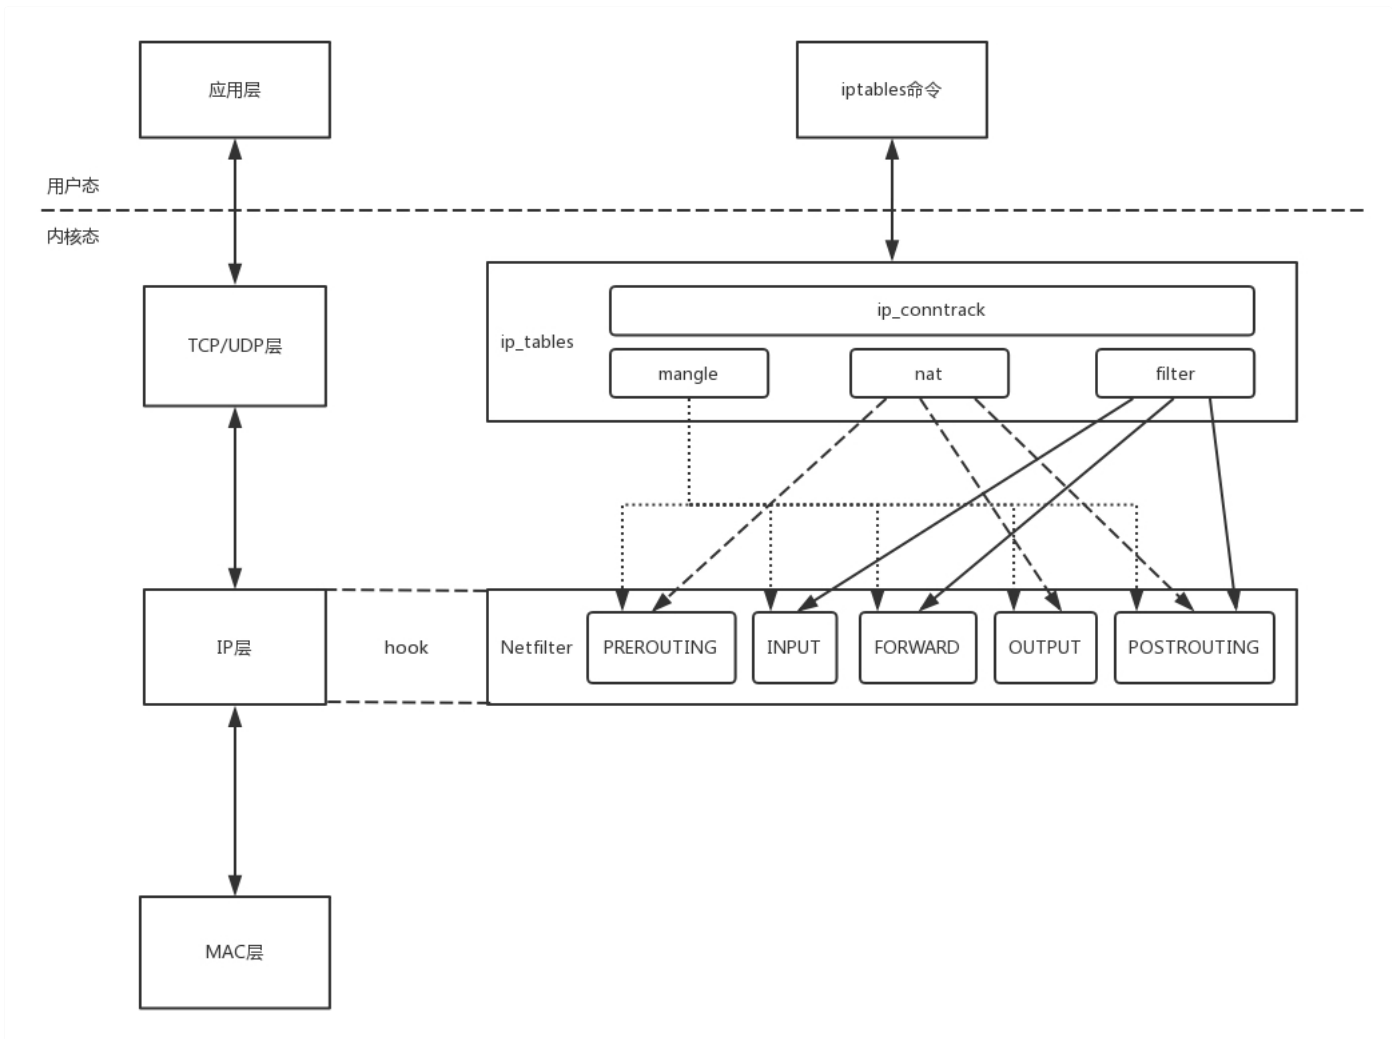 应用层
iptables命令
用户态
内核态
TCP/UDP层
ip_tables
ip_conntrack
mangle
nat
filter
IP层
hook
Netfilter
PREROUTING
INPUT
FORWARD
OUTPUT
POSTROUTING
MAC层